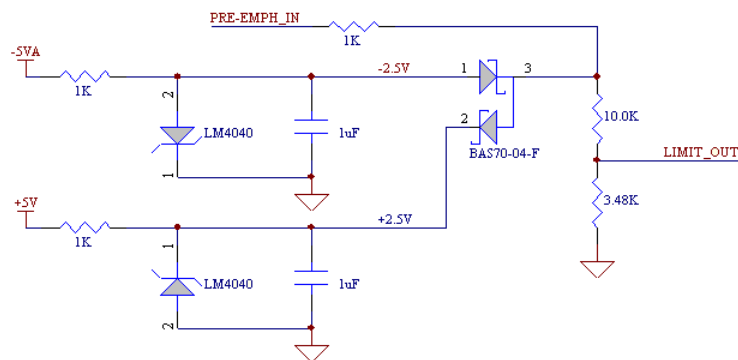 PRE-EMPH_IN
1K
-5VA
1K
-2.5V
1
3
2
LM4040
1uF
2
BAS70-04-F
10.0K
LIMIT_OUT
1
3.48K
+5V
1K
+2.5V
1
LM4040
1uF
2